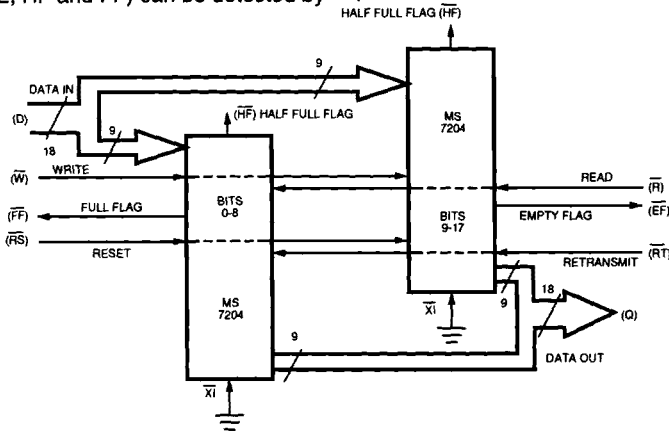 E, HF and FF) can be detected by
HALF FULL FLAG (HF)
DATA IN
(D)
18
9
9
(HF) HALF FULL FLAG
MS
7204
(W)
WRITE
READ
(R)
BITS
0-8
(FF)
FULL FLAG
BITS
9-17
EMPTY FLAG
(EF)
(RS)
RESET
RETRANSMIT
(RT)
MS
7204
9
18
(Q)
XI
9
DATA OUT
XI